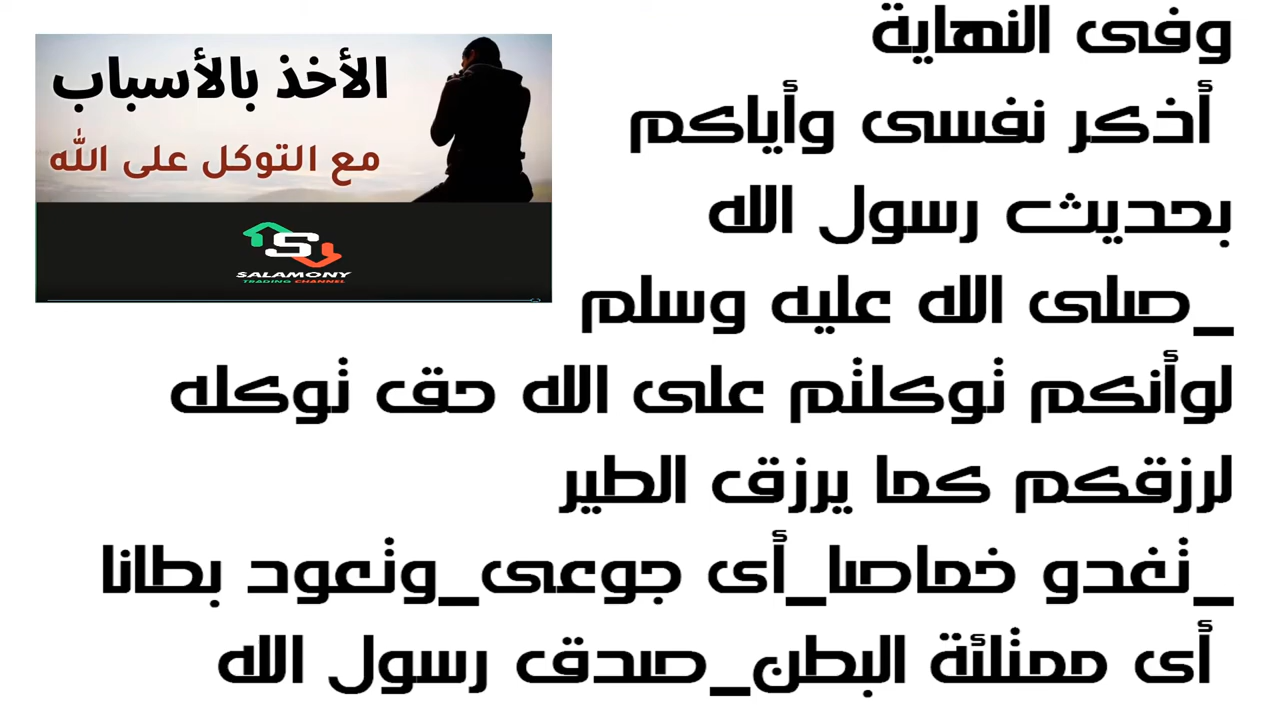 وفى النهاية
أذكر نفسى وأياكم
بحديث رسول الله
_صلى الله عليه وسلم
لوأنكم توكلتم على الله حق توكله
لرزقكم كما يرزق الطير
_تغدو خماصا_أى جوعى_وتعود بطانا
أى ممتلئة البطن_صدق رسول الله
الأخذ بالأسباب
مع التوكل على الله
S
SALAMONY
TRADING CHANNEL